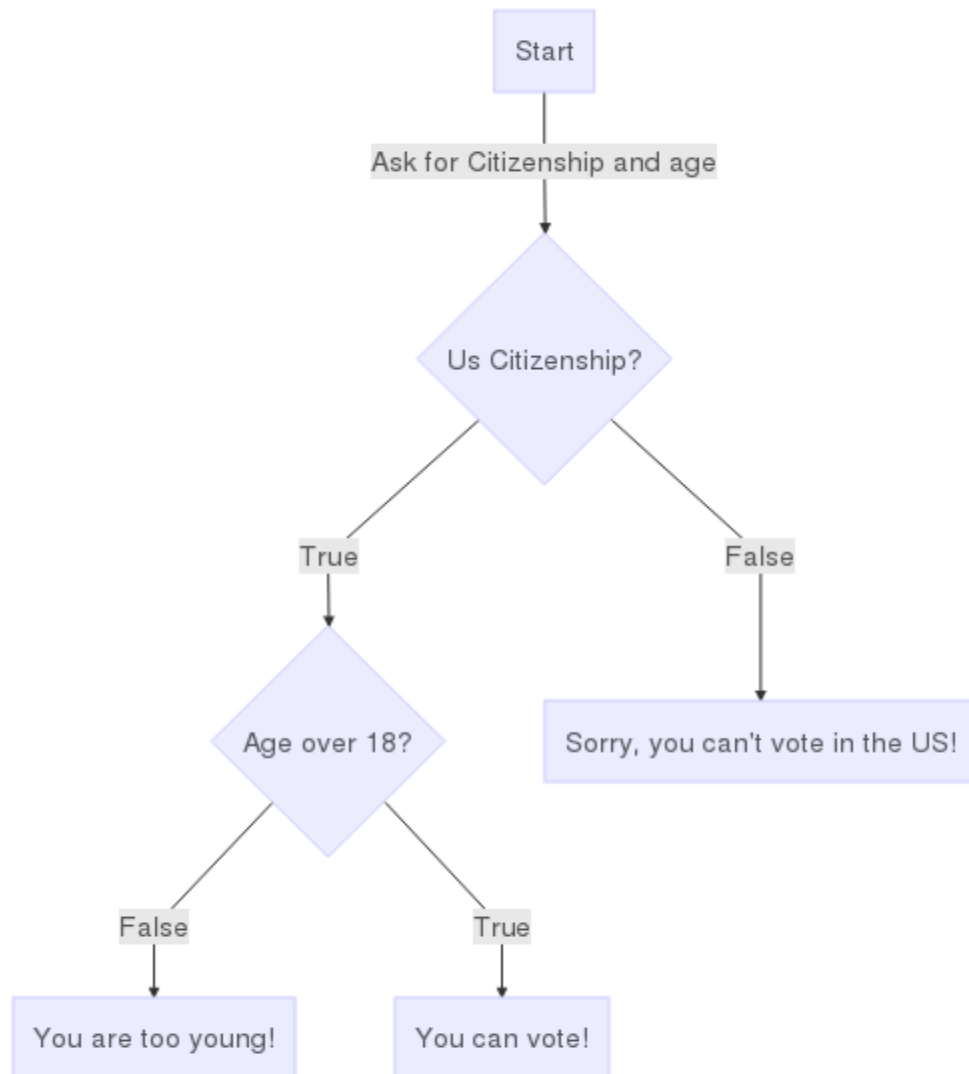 Start
Ask for Citizenship and age
Us Citizenship?
True
False
Age over 18?
Sorry, you can't vote in the US!
False
True
You are too young!
You can vote!